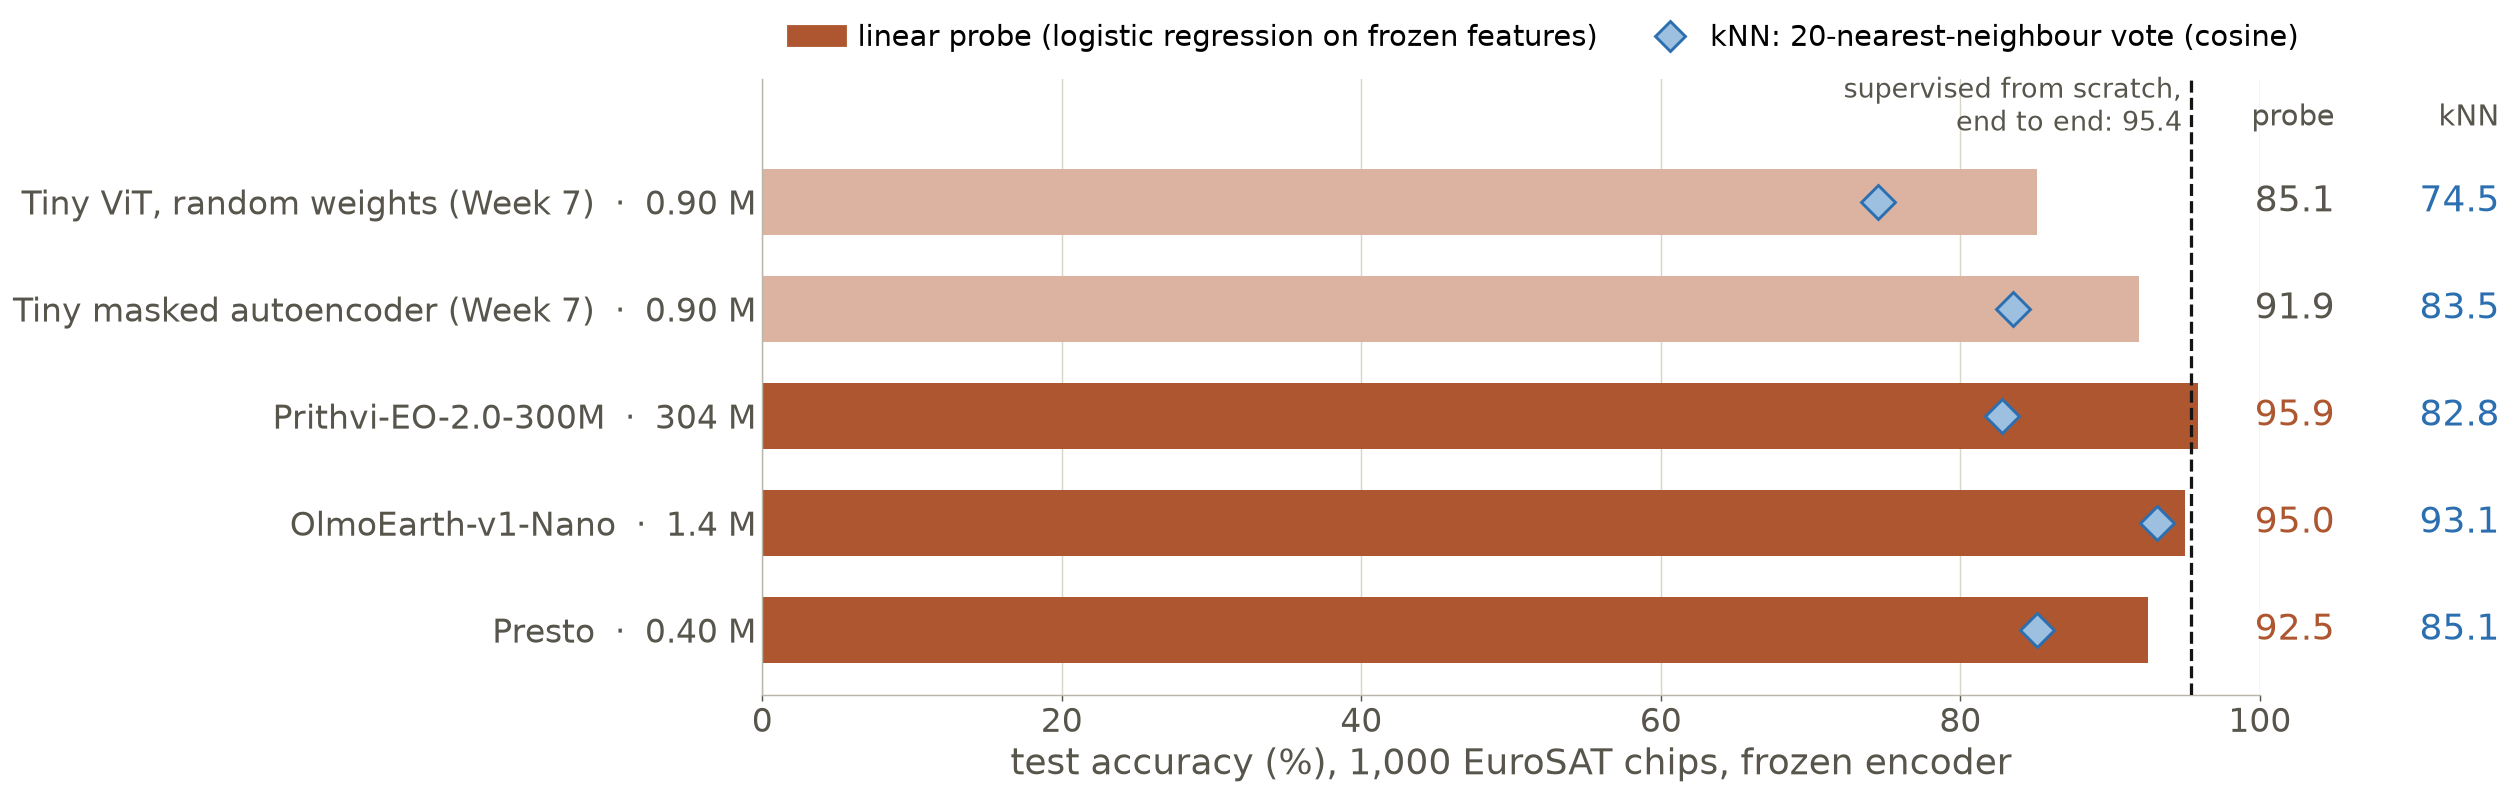 linear probe (logistic regression on frozen features)
kNN: 20-nearest-neighbour vote (cosine)
supervised from scratch,
end to end: 95.4
probe kNN
Tiny ViT, random weights (Week 7) · 0.90 M 85.1 74.5
Tiny masked autoencoder (Week 7) · 0.90 M 91.9 83.5
Prithvi-EO-2.0-300M · 304 M 95.9 82.8
OlmoEarth-v1-Nano · 1.4 M 95.0 93.1
Presto · 0.40 M 92.5 85.1
0 20 40 60 80 100
test accuracy (%), 1,000 EuroSAT chips, frozen encoder